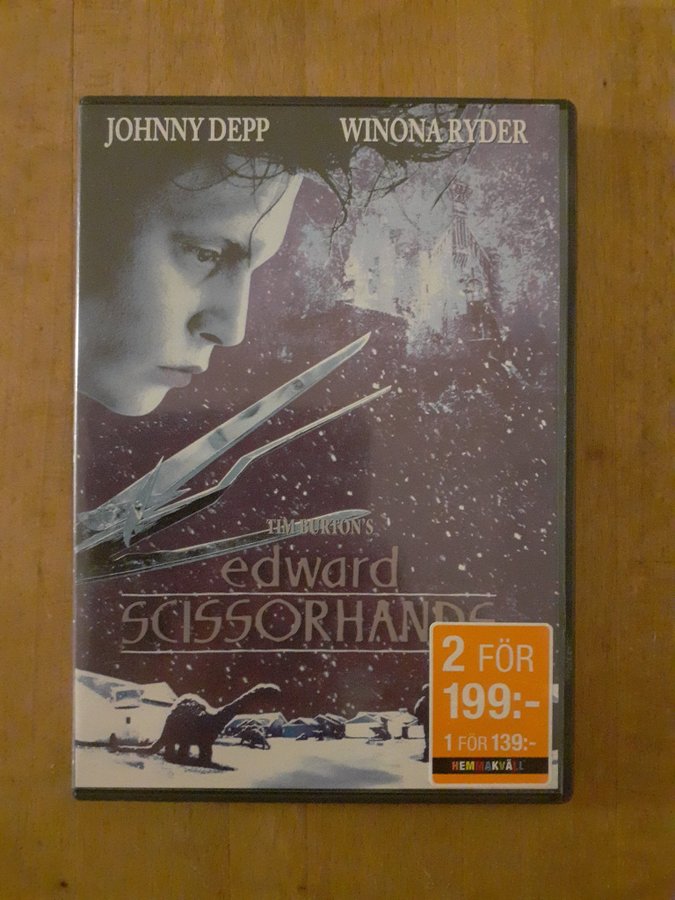 JOHNNY DEPP WINONA RYDER
TIM BURTON'S
edward
SCISSORHANDS
2 FÖR
199:-
1 FÖR 139:-
HEMMAKVÄLL